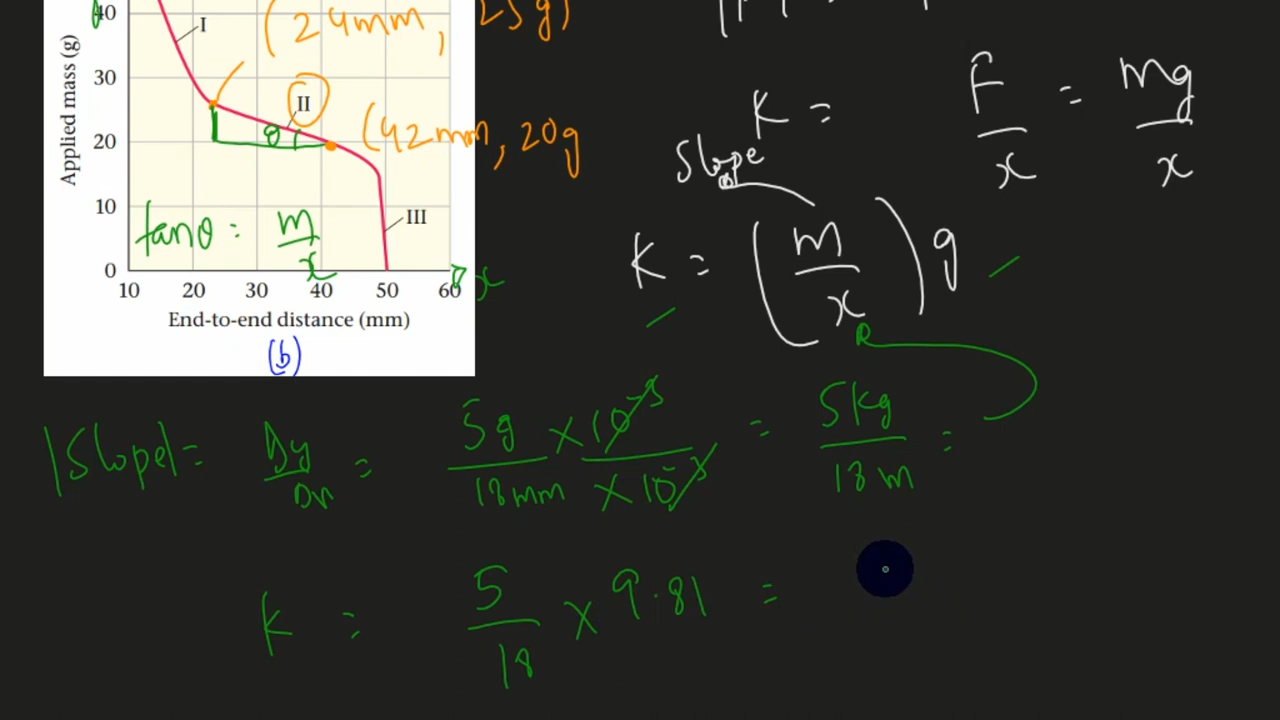 40
I
(24mm, 25g)
30
II
K =
F/x = mg/x
Applied mass (g)
20
θ
(42mm, 20g
Slope
10
tanθ = m/x
III
K = (m/x) g
0
x
10 20 30 40 50 60
End-to-end distance (mm)
(b)
|Slope| = Dy/Dx = 5g/18mm × 10⁻³/× 10⁻³ = 5kg/18m =
k = 5/18 × 9.81 =